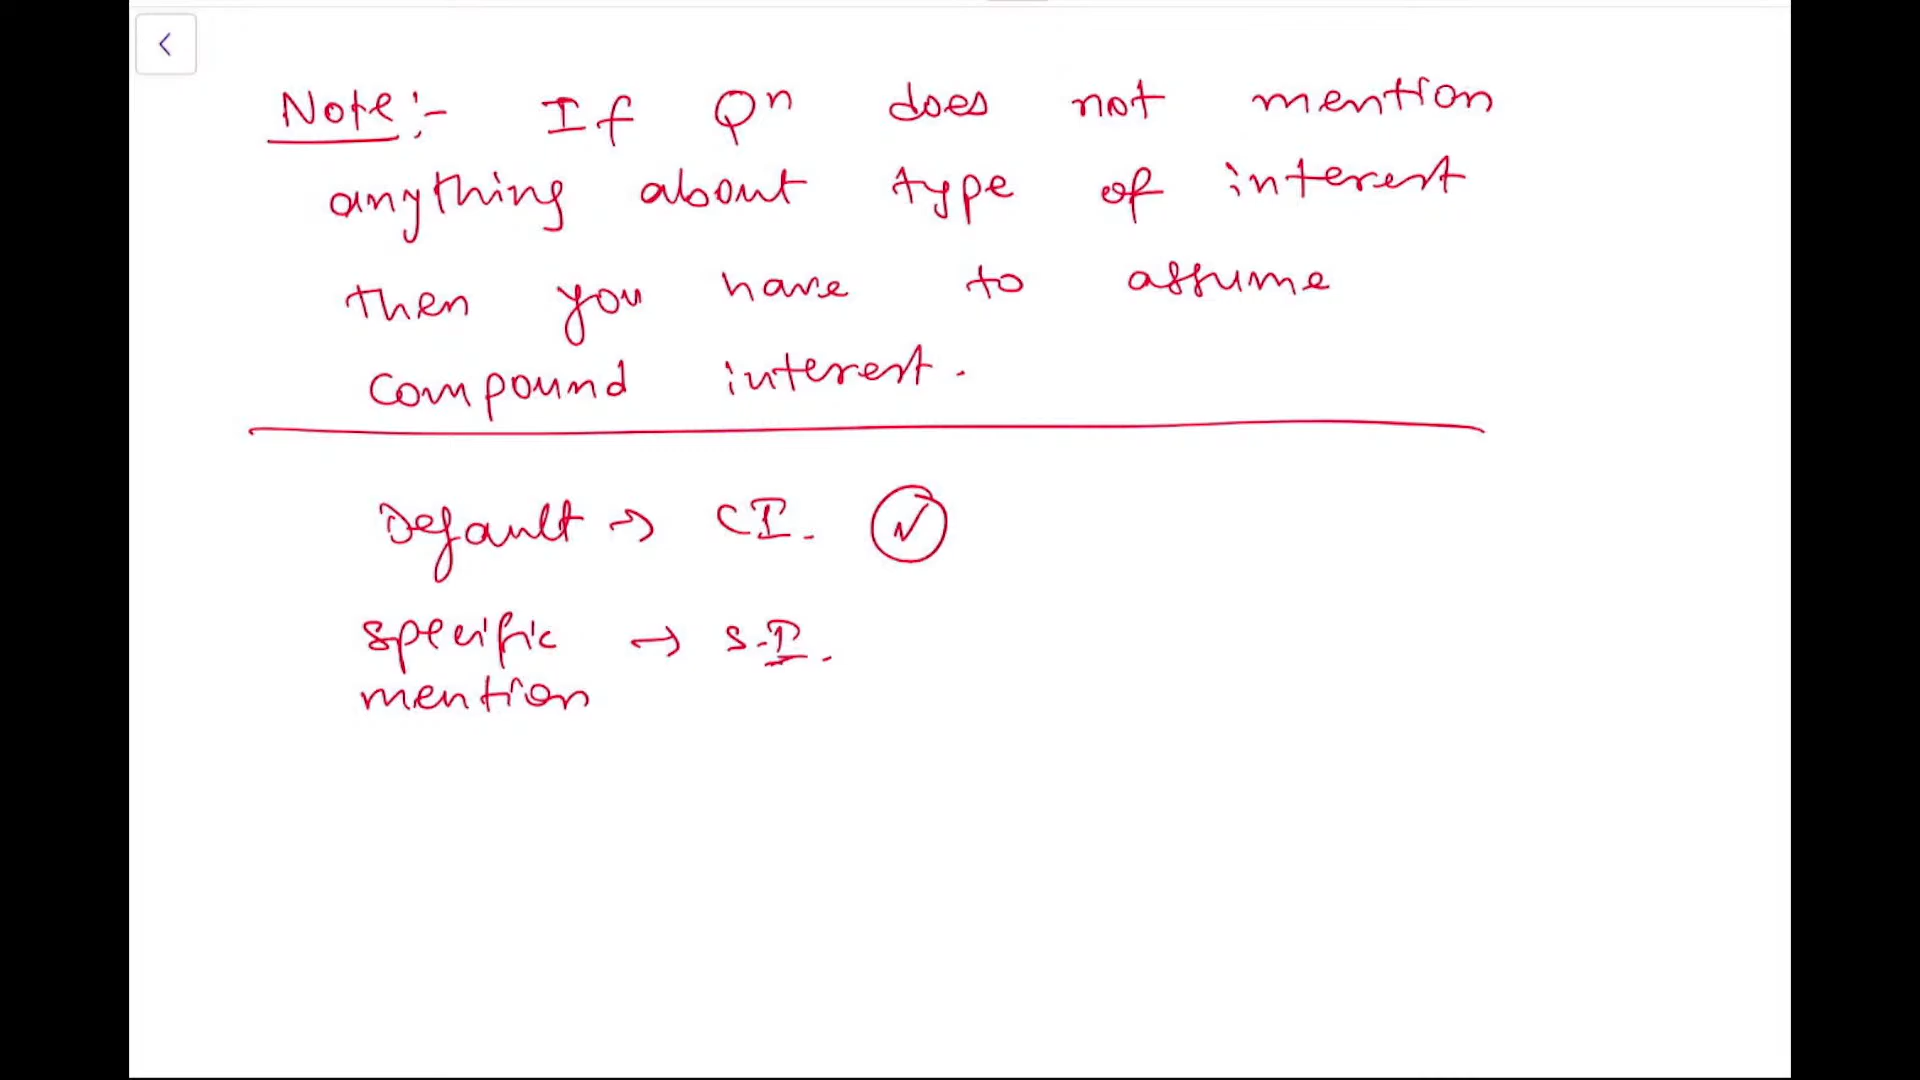 Note:- If Qn does not mention
anything about type of interest
then you have to assume
compound interest.
Default → CI.
specific → S.I.
mention